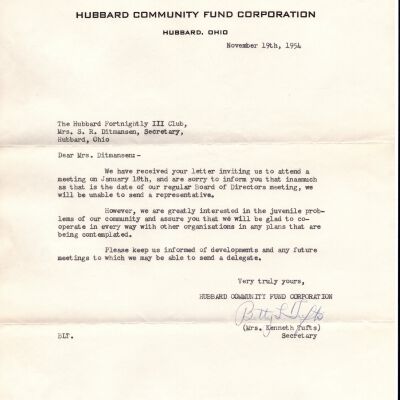 HUBBARD COMMUNITY FUND CORPORATION
HUBBARD, OHIO
November 19th, 1954
The Hubbard Fortnightly III Club,
Mrs. S. R. Ditmansen, Secretary,
Hubbard, Ohio
Dear Mrs. Ditmansen:-
We have received your letter inviting us to attend a
meeting on January 18th, and are sorry to inform you that inasmuch
as that is the date of our regular Board of Directors meeting, we
will be unable to send a representative.
However, we are greatly interested in the juvenile prob-
lems of our community and assure you that we will be glad to co-
operate in every way with other organizations in any plans that are
being contemplated.
Please keep us informed of developments and any future
meetings to which we may be able to send a delegate.
Very truly yours,
HUBBARD COMMUNITY FUND CORPORATION
Betty L Tufts
(Mrs. Kenneth Tufts)
Secretary
BLT.